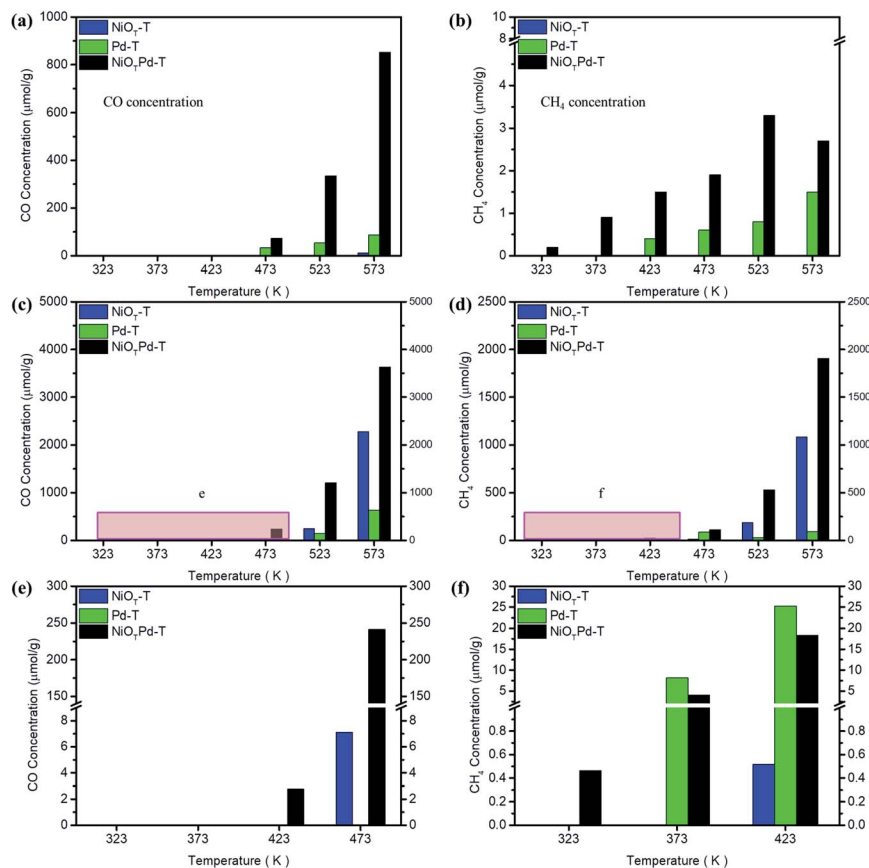 (a)
NiO_T-T
Pd-T
NiO_TPd-T
CO concentration
CO Concentration (μmol/g)
1000
800
600
400
200
0
323 373 423 473 523 573
Temperature ( K )
(b)
NiO_T-T
Pd-T
NiO_TPd-T
CH₄ concentration
CH₄ Concentration (μmol/g)
10
8
6
4
3
2
1
0
323 373 423 473 523 573
Temperature ( K )
(c)
NiO_T-T
Pd-T
NiO_TPd-T
e
CO Concentration (μmol/g)
5000 5000
4000 4000
3000 3000
2000 2000
1000 1000
0 0
323 373 423 473 523 573
Temperature ( K )
(d)
NiO_T-T
Pd-T
NiO_TPd-T
f
CH₄ Concentration (μmol/g)
2500 2500
2000 2000
1500 1500
1000 1000
500 500
0 0
323 373 423 473 523 573
Temperature ( K )
(e)
NiO_T-T
Pd-T
NiO_TPd-T
CO Concentration (μmol/g)
300 300
250 250
200 200
150 150
8 8
6 6
4 4
2 2
0 0
323 373 423 473
Temperature ( K )
(f)
NiO_T-T
Pd-T
NiO_TPd-T
CH₄ Concentration (μmol/g)
30 30
25 25
20 20
15 15
10 10
5 5
0.8 0.8
0.6 0.6
0.4 0.4
0.2 0.2
0.0 0.0
323 373 423
Temperature ( K )